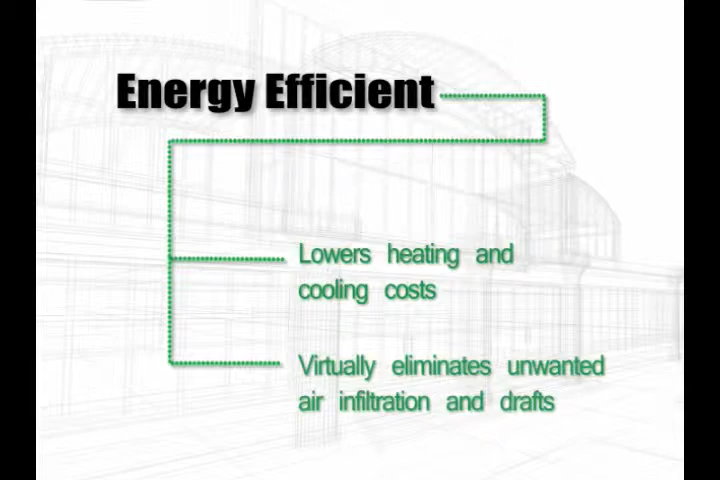 Energy Efficient
Lowers heating and
cooling costs
Virtually eliminates unwanted
air infiltration and drafts